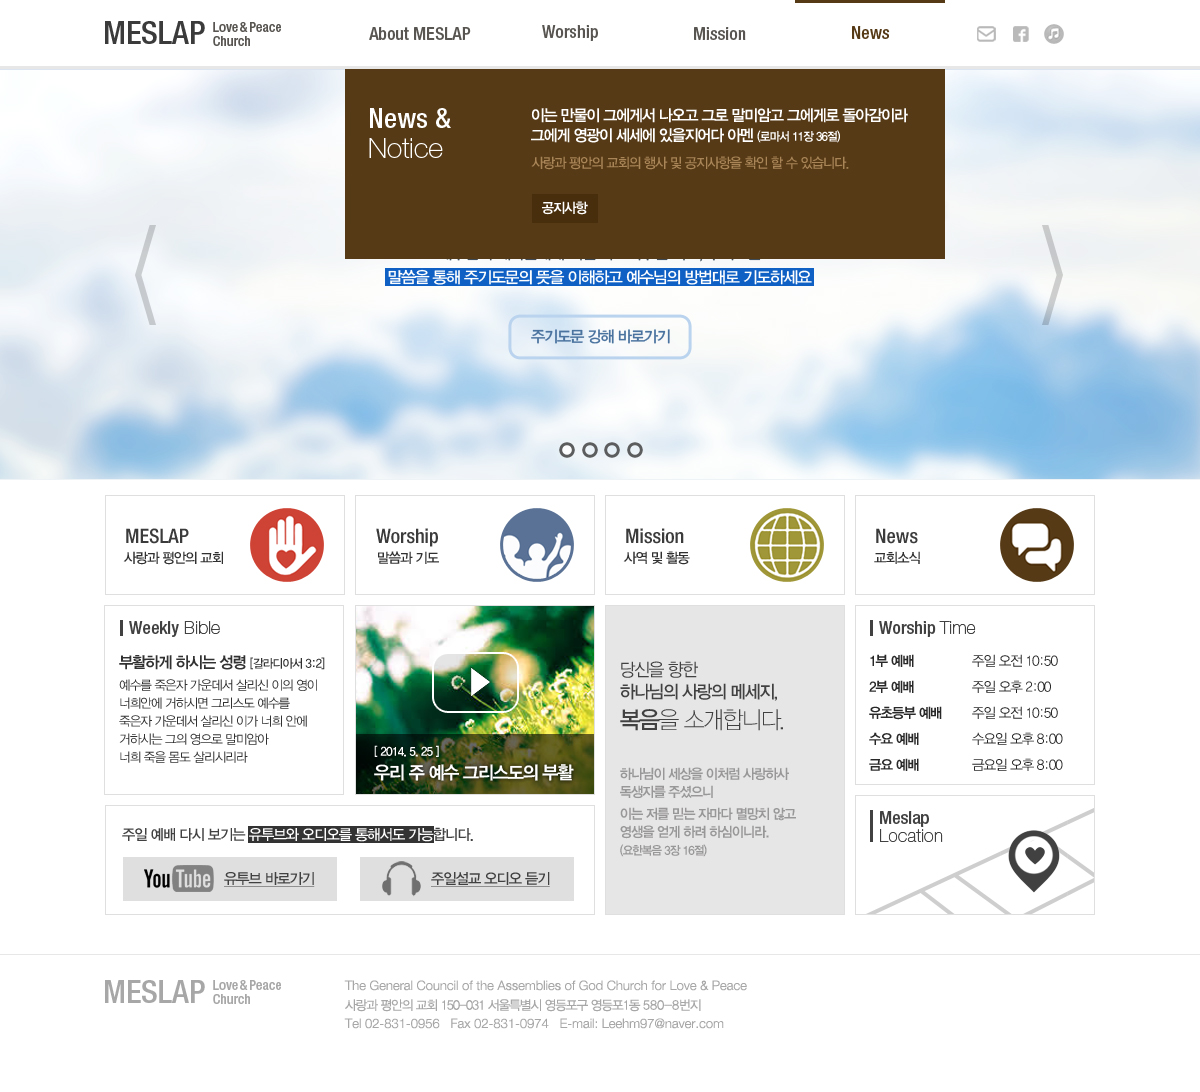 MESLAP Love & Peace Church
About MESLAP
Worship
Mission
News
News &
Notice
이는 만물이 그에게서 나오고 그로 말미암고 그에게로 돌아감이라
그에게 영광이 세세에 있을지어다 아멘 (로마서 11장 36절)
사랑과 평안의 교회의 행사 및 공지사항을 확인 할 수 있습니다.
공지사항
말씀을 통해 주기도문의 뜻을 이해하고 예수님의 방법대로 기도하세요
주기도문 강해 바로가기
MESLAP
사랑과 평안의 교회
Worship
말씀과 기도
Mission
사역 및 활동
News
교회소식
Weekly Bible
부활하게 하시는 성령 [갈라디아서 3:2]
예수를 죽은자 가운데서 살리신 이의 영이
너희안에 거하시면 그리스도 예수를
죽은자 가운데서 살리신 이가 너희 안에
거하시는 그의 영으로 말미암아
너희 죽을 몸도 살리시리라
[ 2014. 5. 25 ]
우리 주 예수 그리스도의 부활
당신을 향한
하나님의 사랑의 메세지,
복음을 소개합니다.
하나님이 세상을 이처럼 사랑하사
독생자를 주셨으니
이는 저를 믿는 자마다 멸망치 않고
영생을 얻게 하려 하심이니라.
(요한복음 3장 16절)
Worship Time
1부 예배 주일 오전 10:50
2부 예배 주일 오후 2:00
유초등부 예배 주일 오전 10:50
수요 예배 수요일 오후 8:00
금요 예배 금요일 오후 8:00
주일 예배 다시 보기는 유투브와 오디오를 통해서도 가능합니다.
YouTube 유투브 바로가기
주일설교 오디오 듣기
Meslap
Location
MESLAP Love & Peace Church
The General Council of the Assemblies of God Church for Love & Peace
사랑과 평안의 교회 150-031 서울특별시 영등포구 영등포1동 580-8번지
Tel 02-831-0956 Fax 02-831-0974 E-mail: Leehm97@naver.com